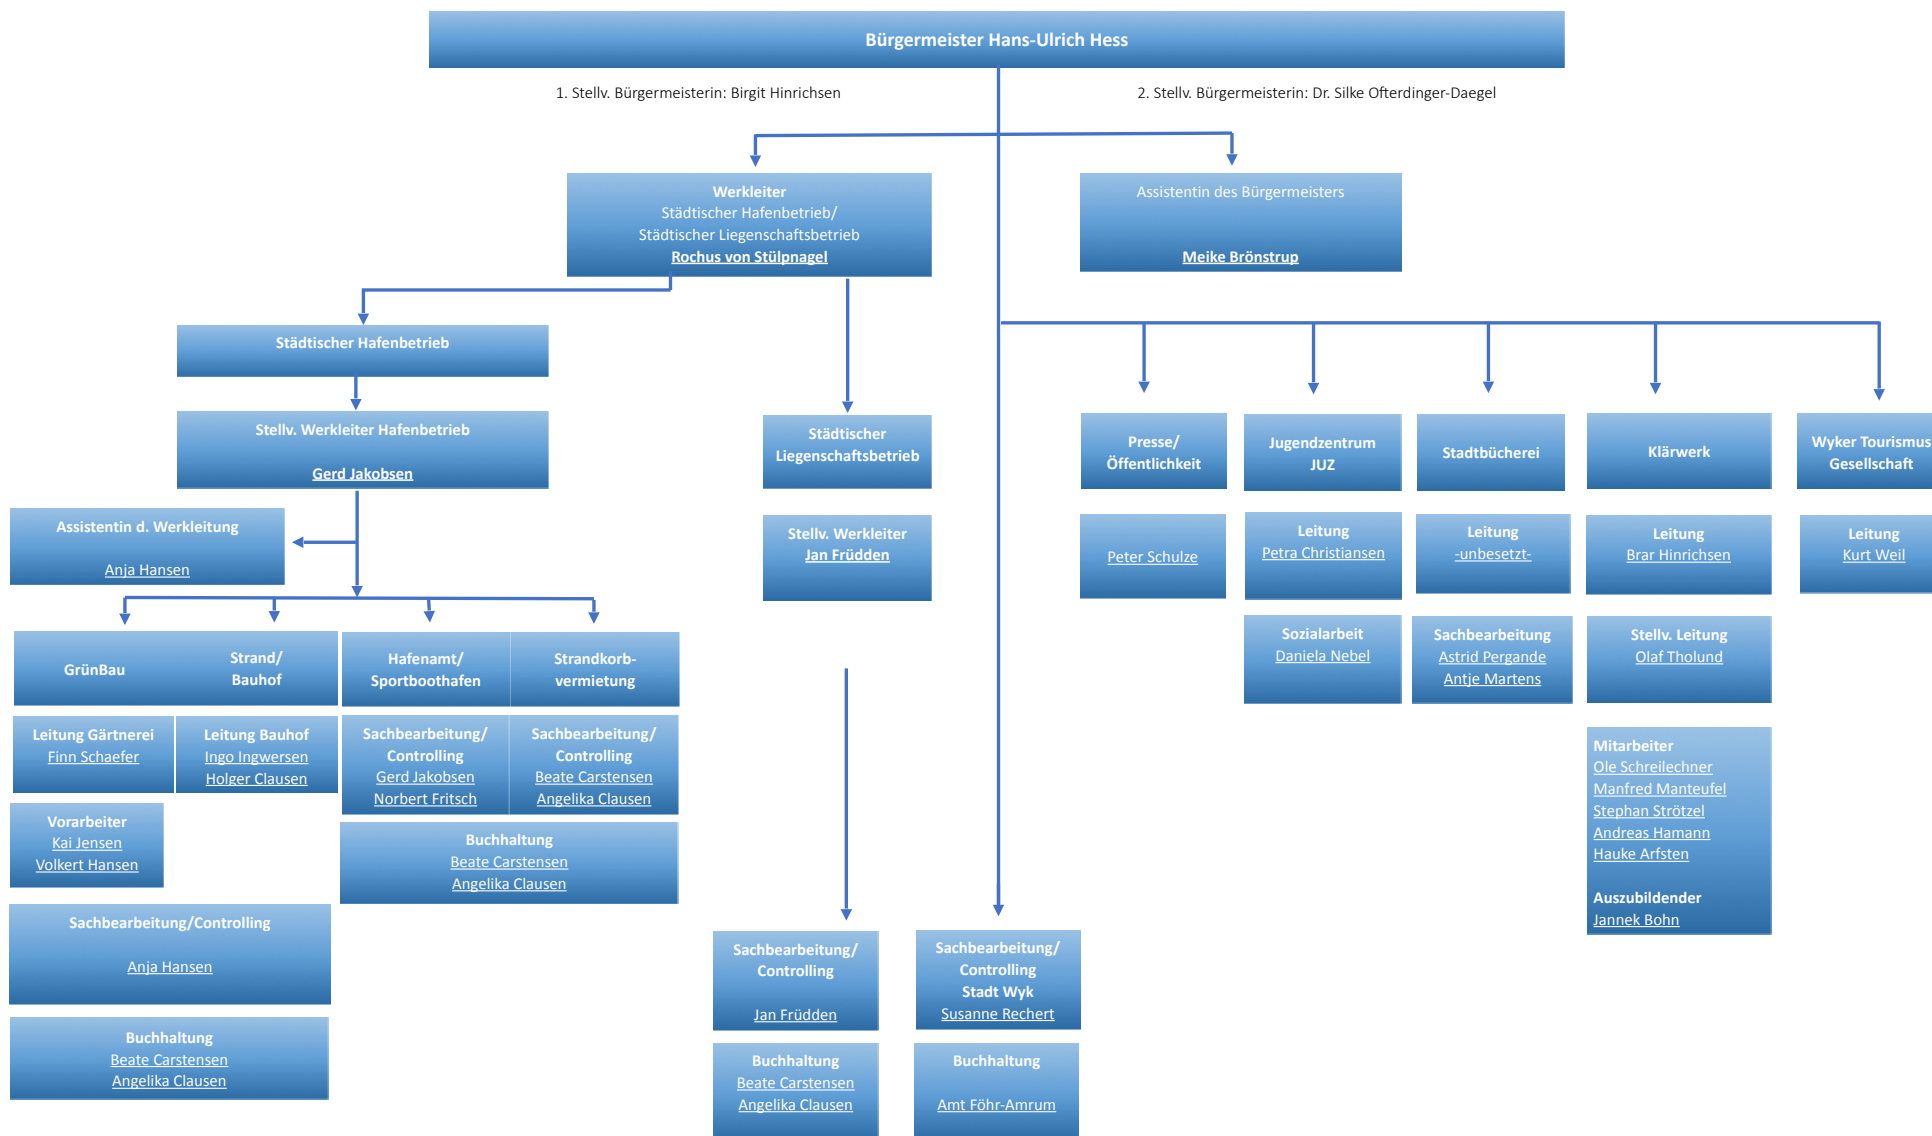 Bürgermeister Hans-Ulrich Hess
1. Stellv. Bürgermeisterin: Birgit Hinrichsen
2. Stellv. Bürgermeisterin: Dr. Silke Ofterdinger-Daegel
Werkleiter
Städtischer Hafenbetrieb/
Städtischer Liegenschaftsbetrieb
Rochus von Stülpnagel
Assistentin des Bürgermeisters
Meike Brönstrup
Städtischer Hafenbetrieb
Stellv. Werkleiter Hafenbetrieb
Gerd Jakobsen
Assistentin d. Werkleitung
Anja Hansen
Städtischer
Liegenschaftsbetrieb
Stellv. Werkleiter
Jan Früdden
Presse/
Öffentlichkeit
Peter Schulze
Jugendzentrum
JUZ
Leitung
Petra Christiansen
Sozialarbeit
Daniela Nebel
Stadtbücherei
Leitung
-unbesetzt-
Sachbearbeitung
Astrid Pergande
Antje Martens
Klärwerk
Leitung
Brar Hinrichsen
Stellv. Leitung
Olaf Tholund
Mitarbeiter
Ole Schreilechner
Manfred Manteufel
Stephan Strötzel
Andreas Hamann
Hauke Arfsten
Auszubildender
Jannek Bohn
Wyker Tourismus
Gesellschaft
Leitung
Kurt Weil
GrünBau
Strand/
Bauhof
Hafenamt/
Sportboothafen
Strandkorb-
vermietung
Leitung Gärtnerei
Finn Schaefer
Leitung Bauhof
Ingo Ingwersen
Holger Clausen
Sachbearbeitung/
Controlling
Gerd Jakobsen
Norbert Fritsch
Sachbearbeitung/
Controlling
Beate Carstensen
Angelika Clausen
Vorarbeiter
Kai Jensen
Volkert Hansen
Buchhaltung
Beate Carstensen
Angelika Clausen
Sachbearbeitung/Controlling
Anja Hansen
Buchhaltung
Beate Carstensen
Angelika Clausen
Sachbearbeitung/
Controlling
Jan Früdden
Buchhaltung
Beate Carstensen
Angelika Clausen
Sachbearbeitung/
Controlling
Stadt Wyk
Susanne Rechert
Buchhaltung
Amt Föhr-Amrum